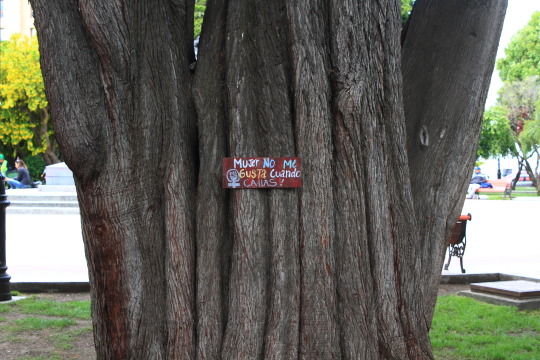 Mujer No Me
Gusta Cuando
CALLAS!